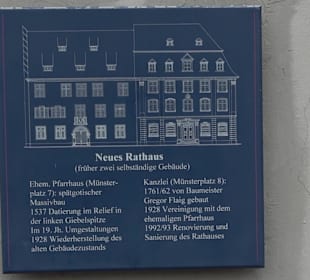 Neues Rathaus
(früher zwei selbständige Gebäude)
Ehem. Pfarrhaus (Münster-
platz 7): spätgotischer
Massivbau
1537 Datierung im Relief in
der linken Giebelspitze
Im 19. Jh. Umgestaltungen
1928 Wiederherstellung des
alten Gebäudezustands
Kanzlei (Münsterplatz 8):
1761/62 von Baumeister
Gregor Flaig gebaut
1928 Vereinigung mit dem
ehemaligen Pfarrhaus
1992/93 Renovierung und
Sanierung des Rathauses